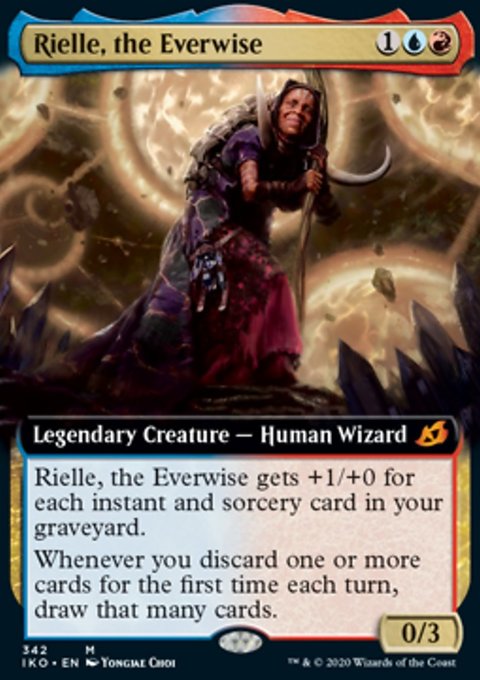 Rielle, the Everwise 1
Legendary Creature — Human Wizard
Rielle, the Everwise gets +1/+0 for
each instant and sorcery card in your
graveyard.
Whenever you discard one or more
cards for the first time each turn,
draw that many cards.
0/3
342 M
IKO • EN Yongjae Choi
™ & © 2020 Wizards of the Coast